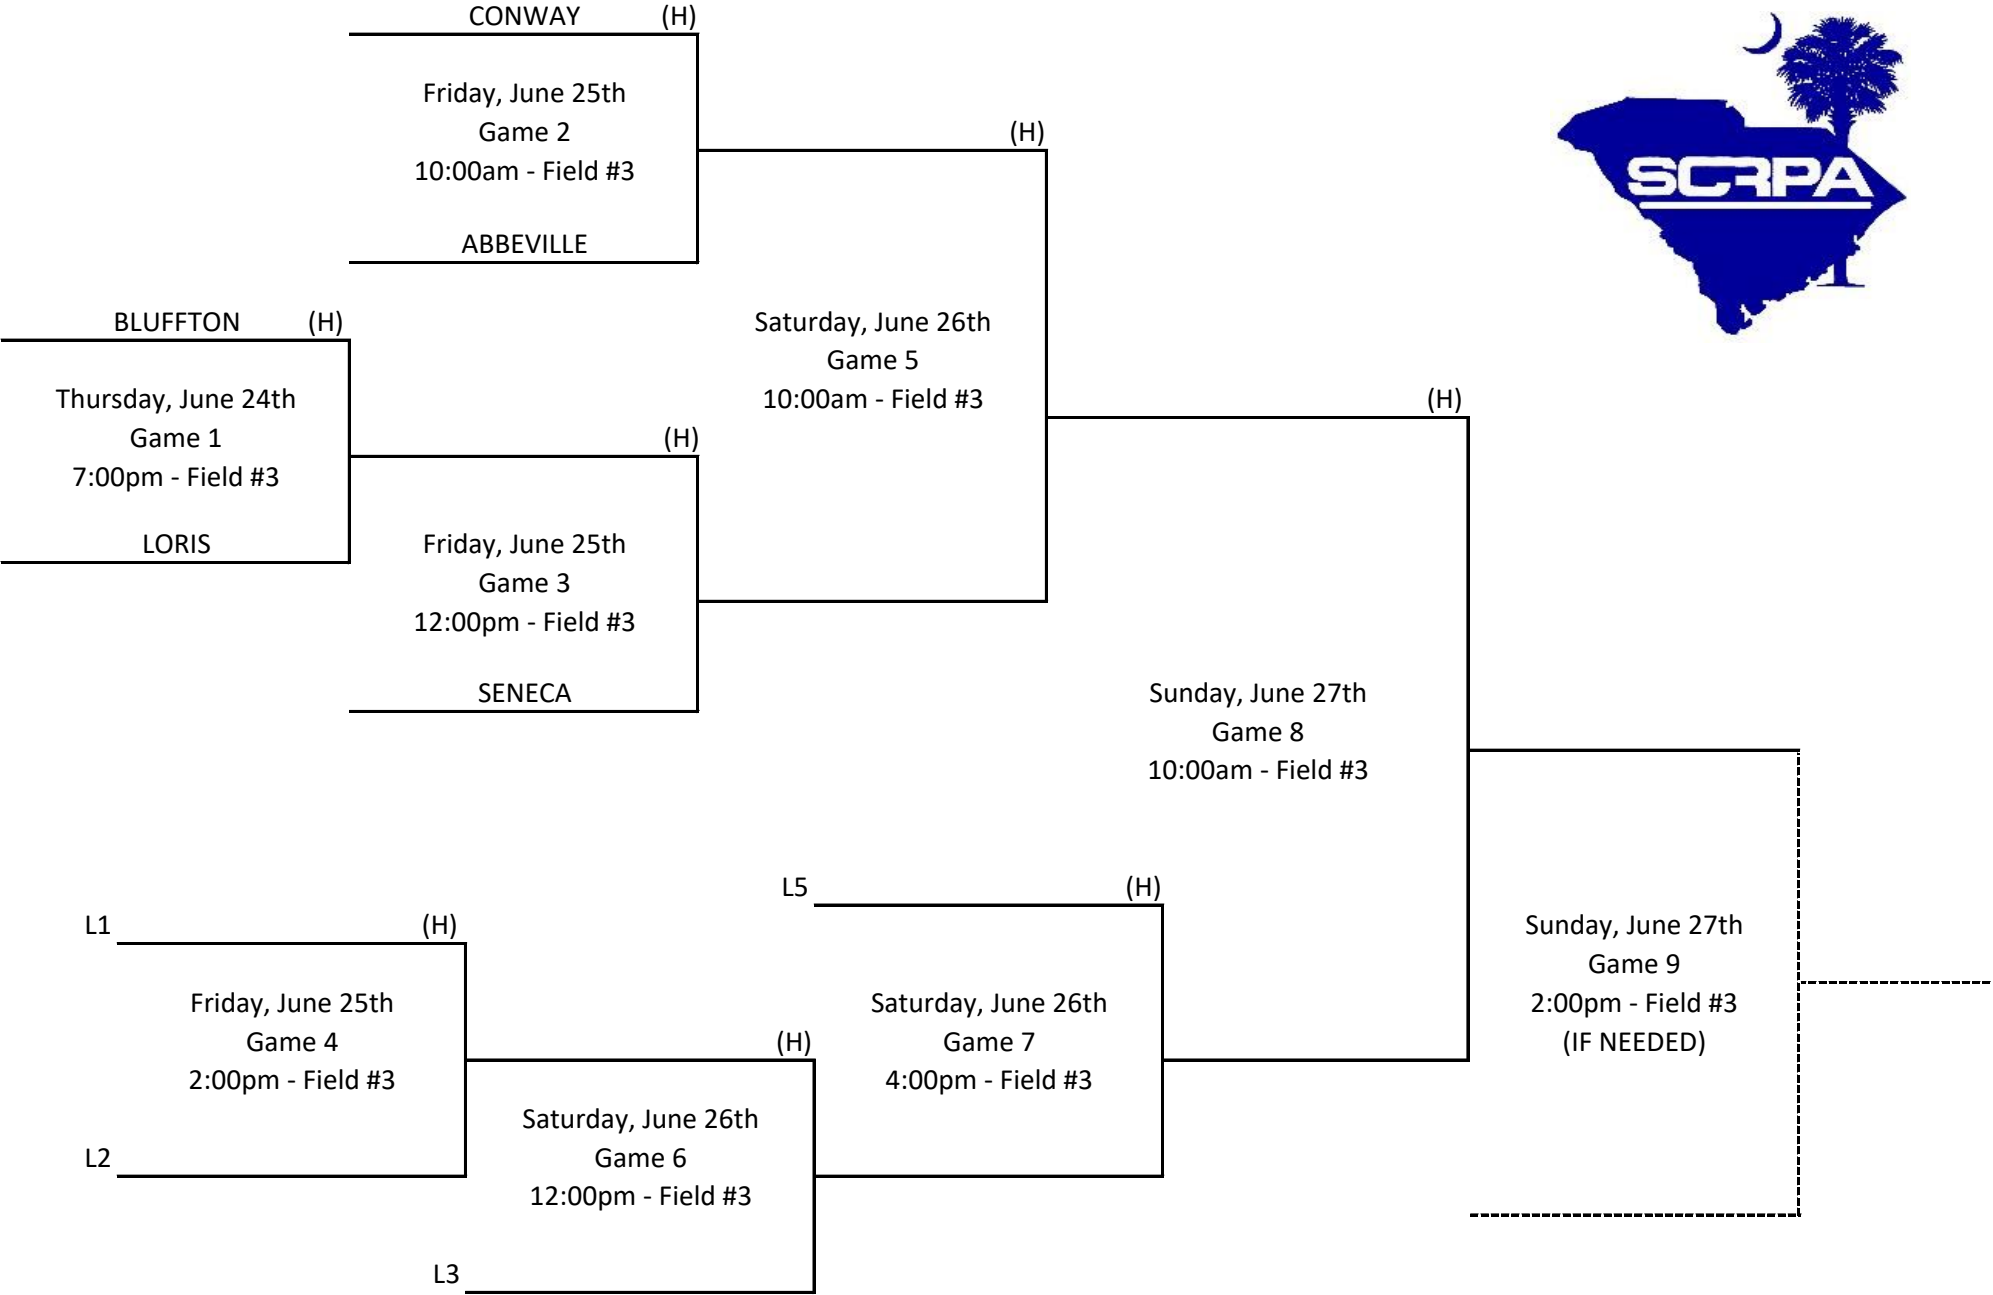 CONWAY (H)
Friday, June 25th
Game 2
10:00am - Field #3
ABBEVILLE
(H)
BLUFFTON (H)
Thursday, June 24th
Game 1
7:00pm - Field #3
LORIS
(H)
Friday, June 25th
Game 3
12:00pm - Field #3
SENECA
Saturday, June 26th
Game 5
10:00am - Field #3
(H)
Sunday, June 27th
Game 8
10:00am - Field #3
L1 (H)
Friday, June 25th
Game 4
2:00pm - Field #3
L2
(H)
Saturday, June 26th
Game 6
12:00pm - Field #3
L3
L5 (H)
Saturday, June 26th
Game 7
4:00pm - Field #3
Sunday, June 27th
Game 9
2:00pm - Field #3
(IF NEEDED)
SCRPA